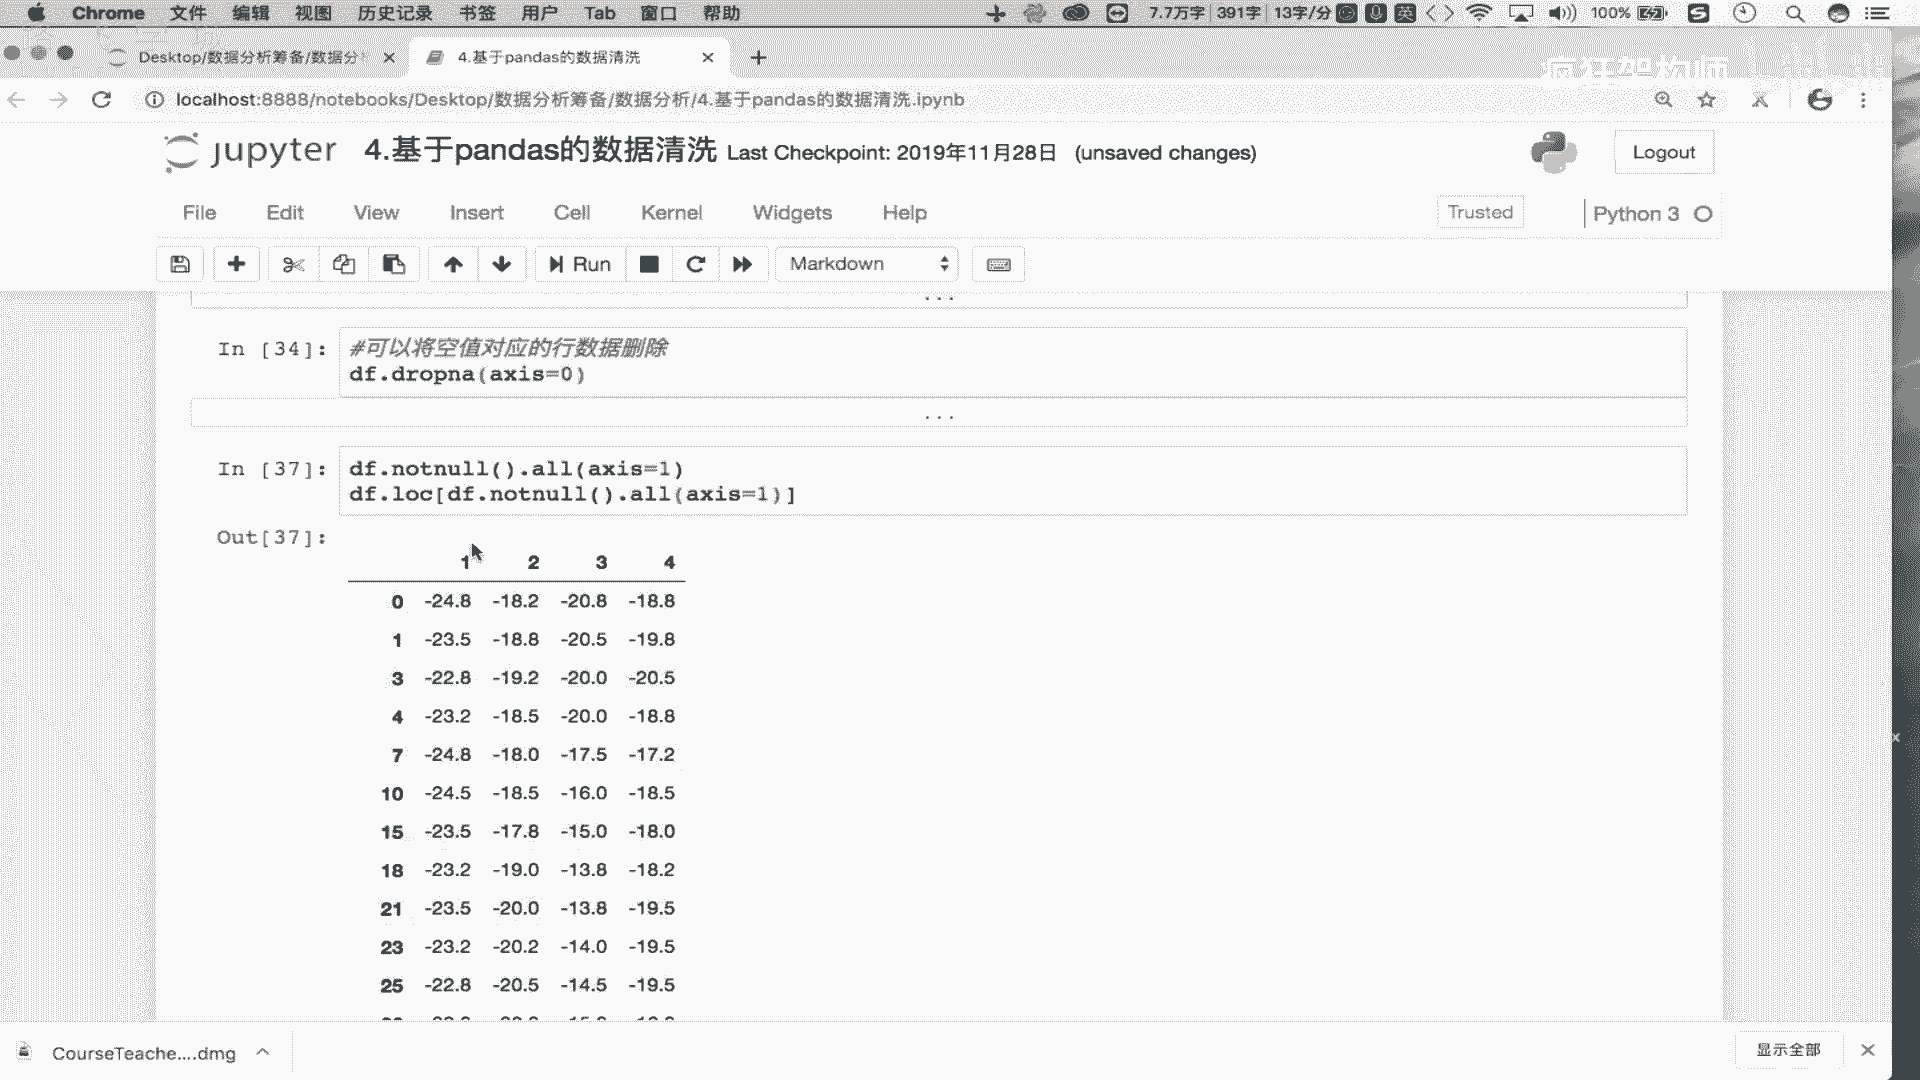 Chrome 文件 编辑 视图 历史记录 书签 用户 Tab 窗口 帮助 7.7万字 391字 13字/分 英 100%
Desktop/数据分析筹备/数据分 4.基于pandas的数据清洗
疯狂架构师
localhost:8888/notebooks/Desktop/数据分析筹备/数据分析/4.基于pandas的数据清洗.ipynb
jupyter 4.基于pandas的数据清洗 Last Checkpoint: 2019年11月28日 (unsaved changes) Logout
File Edit View Insert Cell Kernel Widgets Help Trusted Python 3
Run Markdown
...
In [34]: #可以将空值对应的行数据删除
df.dropna(axis=0)
...
In [37]: df.notnull().all(axis=1)
df.loc[df.notnull().all(axis=1)]
Out[37]:
1 2 3 4
0 -24.8 -18.2 -20.8 -18.8
1 -23.5 -18.8 -20.5 -19.8
3 -22.8 -19.2 -20.0 -20.5
4 -23.2 -18.5 -20.0 -18.8
7 -24.8 -18.0 -17.5 -17.2
10 -24.5 -18.5 -16.0 -18.5
15 -23.5 -17.8 -15.0 -18.0
18 -23.2 -19.0 -13.8 -18.2
21 -23.5 -20.0 -13.8 -19.5
23 -23.2 -20.2 -14.0 -19.5
25 -22.8 -20.5 -14.5 -19.5
CourseTeache....dmg 显示全部